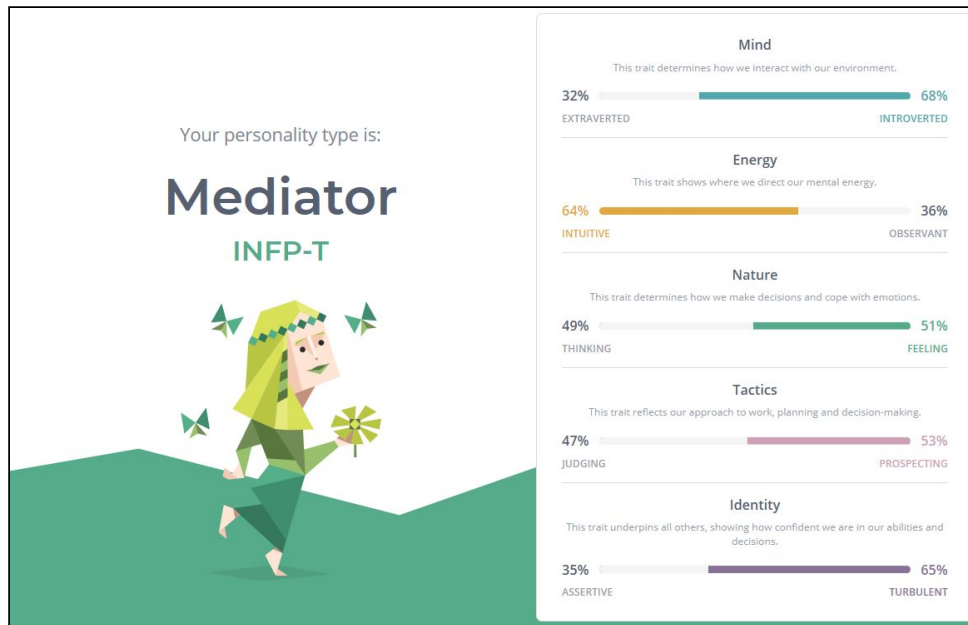 Your personality type is:
Mediator
INFP-T
Mind
This trait determines how we interact with our environment.
32% 68%
EXTRAVERTED INTROVERTED
Energy
This trait shows where we direct our mental energy.
64% 36%
INTUITIVE OBSERVANT
Nature
This trait determines how we make decisions and cope with emotions.
49% 51%
THINKING FEELING
Tactics
This trait reflects our approach to work, planning and decision-making.
47% 53%
JUDGING PROSPECTING
Identity
This trait underpins all others, showing how confident we are in our abilities and
decisions.
35% 65%
ASSERTIVE TURBULENT